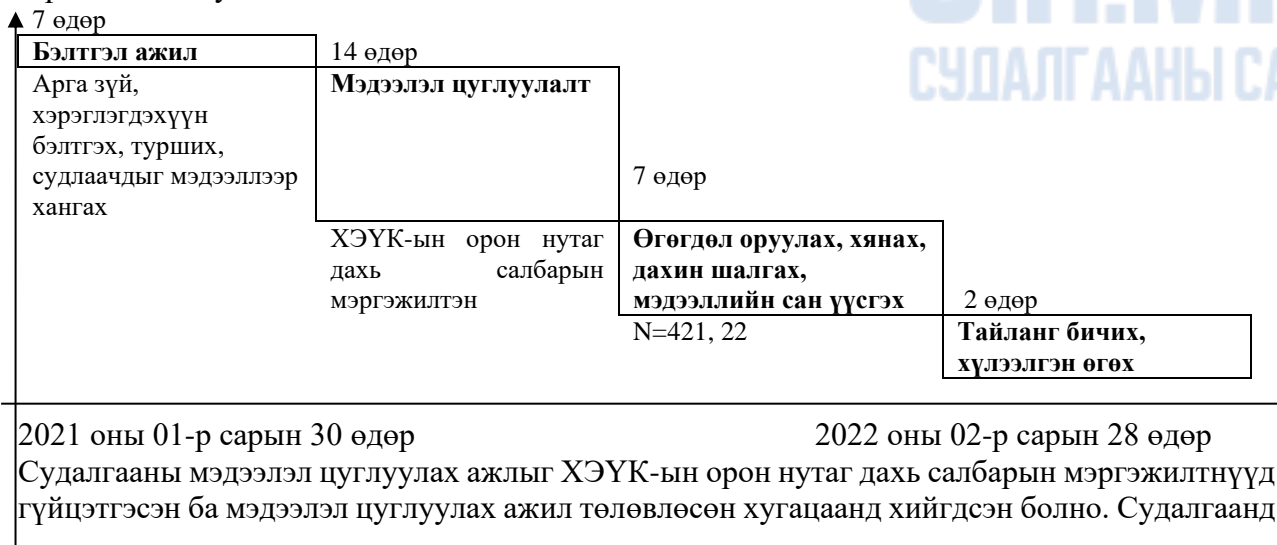 7 өдөр
Бэлтгэл ажил
14 өдөр
Арга зүй,
хэрэглэгдэхүүн
бэлтгэх, турших,
судлаачдыг мэдээллээр
хангах
Мэдээлэл цуглуулалт
7 өдөр
ХЭҮК-ын орон нутаг
дахь салбарын
мэргэжилтэн
Өгөгдөл оруулах, хянах,
дахин шалгах,
мэдээллийн сан үүсгэх
2 өдөр
N=421, 22
Тайланг бичих,
хүлээлгэн өгөх
2021 оны 01-р сарын 30 өдөр
2022 оны 02-р сарын 28 өдөр
Судалгааны мэдээлэл цуглуулах ажлыг ХЭҮК-ын орон нутаг дахь салбарын мэргэжилтнүүд
гүйцэтгэсэн ба мэдээлэл цуглуулах ажил төлөвлөсөн хугацаанд хийгдсэн болно. Судалгаанд